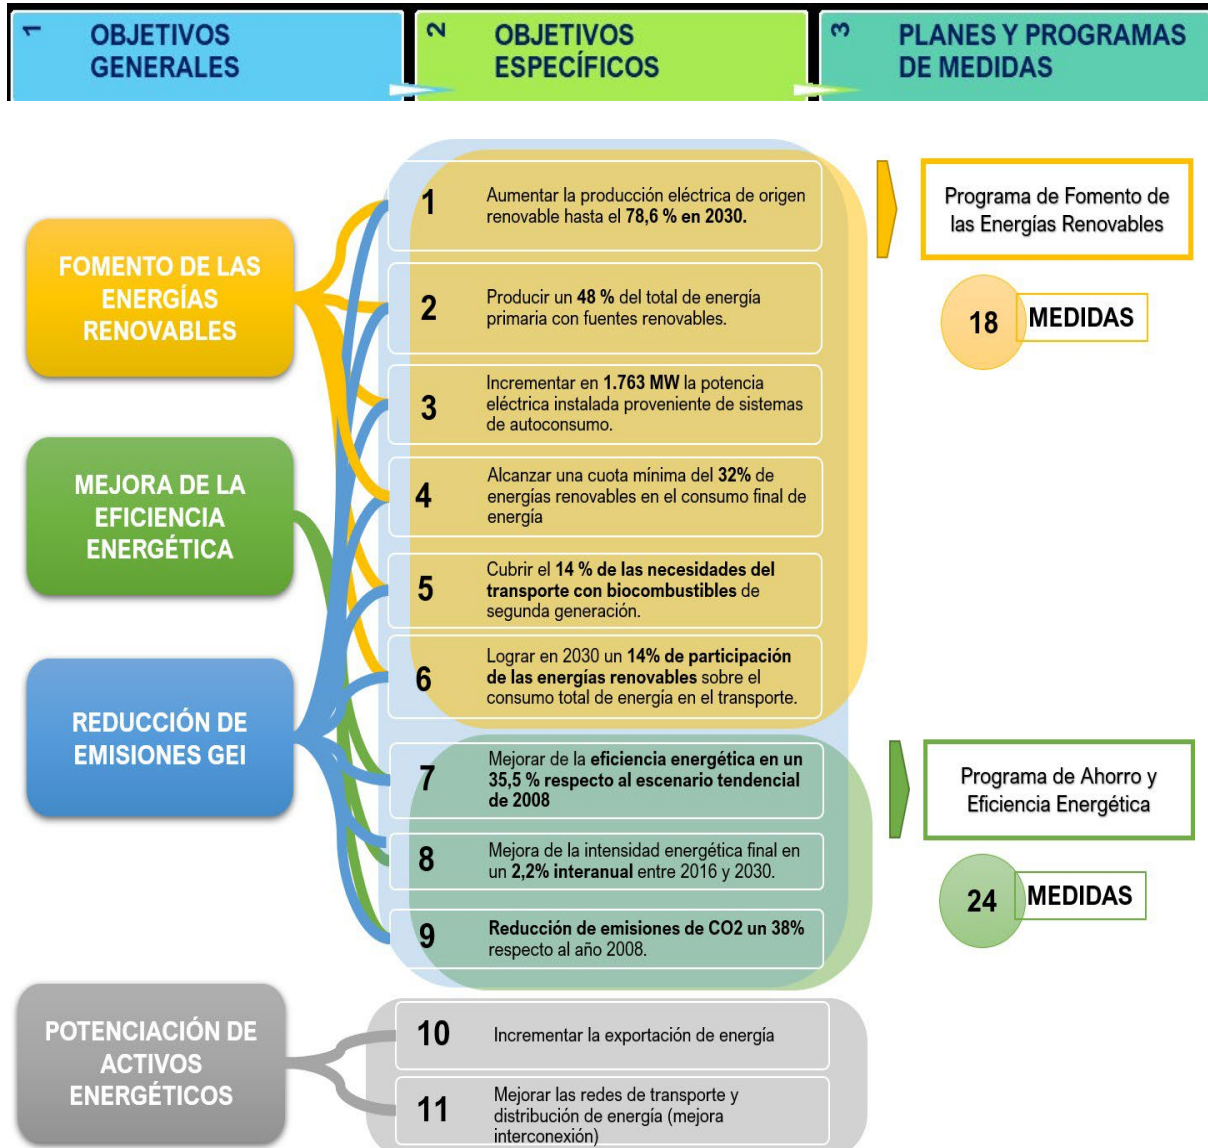 1
OBJETIVOS
GENERALES
2
OBJETIVOS
ESPECÍFICOS
3
PLANES Y PROGRAMAS
DE MEDIDAS
FOMENTO DE LAS
ENERGÍAS
RENOVABLES
MEJORA DE LA
EFICIENCIA
ENERGÉTICA
REDUCCIÓN DE
EMISIONES GEI
POTENCIACIÓN DE
ACTIVOS
ENERGÉTICOS
1
Aumentar la producción eléctrica de origen
renovable hasta el 78,6 % en 2030.
2
Producir un 48 % del total de energía
primaria con fuentes renovables.
3
Incrementar en 1.763 MW la potencia
eléctrica instalada proveniente de sistemas
de autoconsumo.
4
Alcanzar una cuota mínima del 32% de
energías renovables en el consumo final de
energía
5
Cubrir el 14 % de las necesidades del
transporte con biocombustibles de
segunda generación.
6
Lograr en 2030 un 14% de participación
de las energías renovables sobre el
consumo total de energía en el transporte.
7
Mejorar de la eficiencia energética en un
35,5 % respecto al escenario tendencial
de 2008
8
Mejora de la intensidad energética final en
un 2,2% interanual entre 2016 y 2030.
9
Reducción de emisiones de CO2 un 38%
respecto al año 2008.
10
Incrementar la exportación de energía
11
Mejorar las redes de transporte y
distribución de energía (mejora
interconexión)
Programa de Fomento de
las Energías Renovables
18 MEDIDAS
Programa de Ahorro y
Eficiencia Energética
24 MEDIDAS